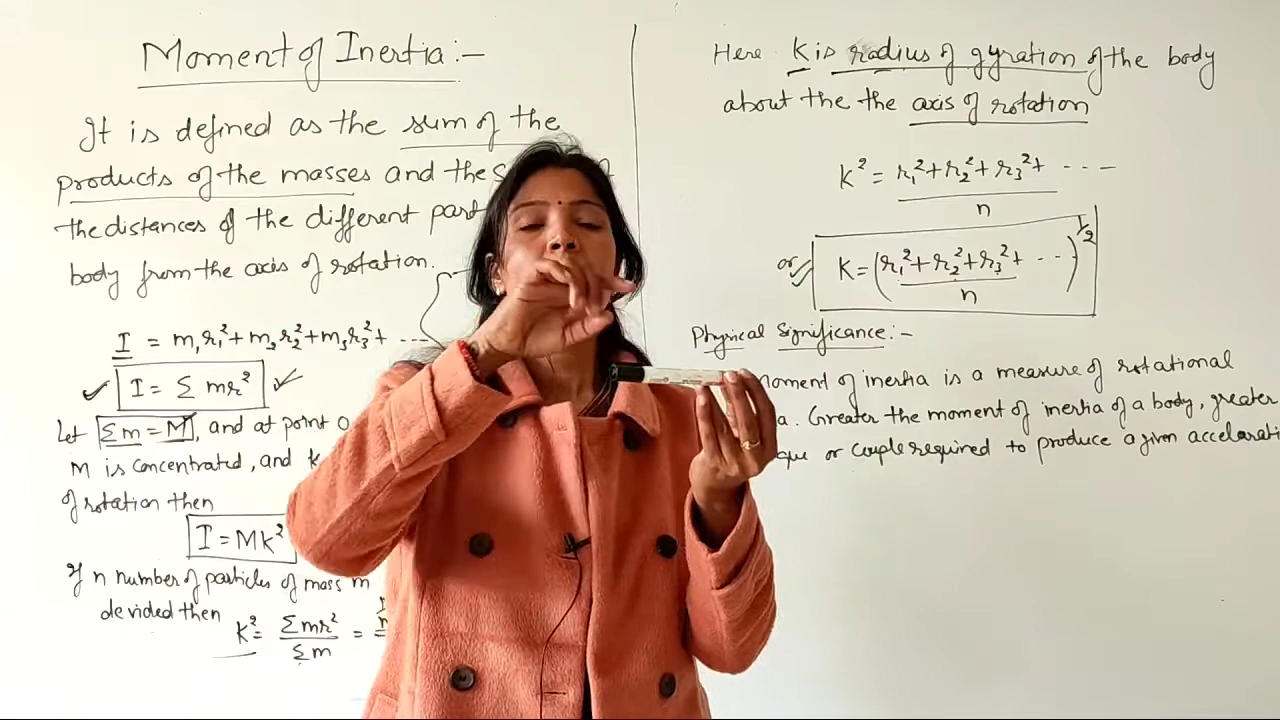 Moment of Inertia:-
It is defined as the sum of the
products of the masses and the
the distances of the different
body from the axis of rotation.
I = m₁r₁²+m₂r₂²+m₃r₃²+ ----
I = Σ mr²
Let Σm = M, and at point
M is concentrated, and
of rotation then
I = Mk²
If n number of particles of mass m
devided then
K² = Σmr² / Σm =
Here K is radius of gyration of the body
about the the axis of rotation
K² = r₁²+r₂²+r₃²+ ---- / n
or K = (r₁²+r₂²+r₃²+ --- / n)^1/2
Physical Significance:-
Moment of inertia is a measure of rotational
Greater the moment of inertia of a body, greater
or couple required to produce a given accelarati